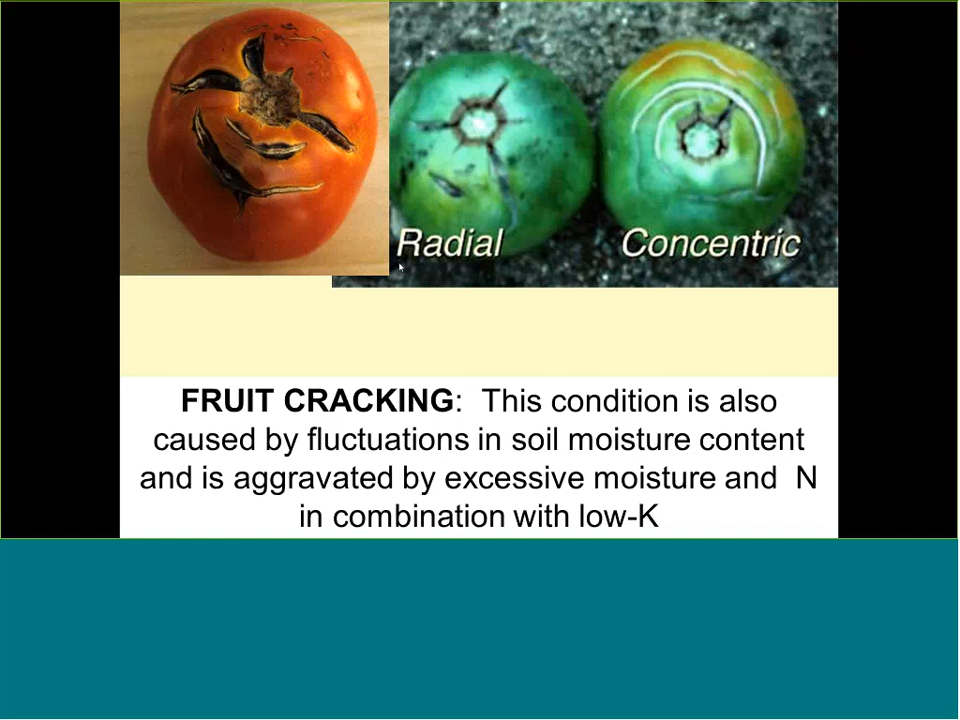 Radial
Concentric
FRUIT CRACKING:  This condition is also
caused by fluctuations in soil moisture content
and is aggravated by excessive moisture and  N
in combination with low-K